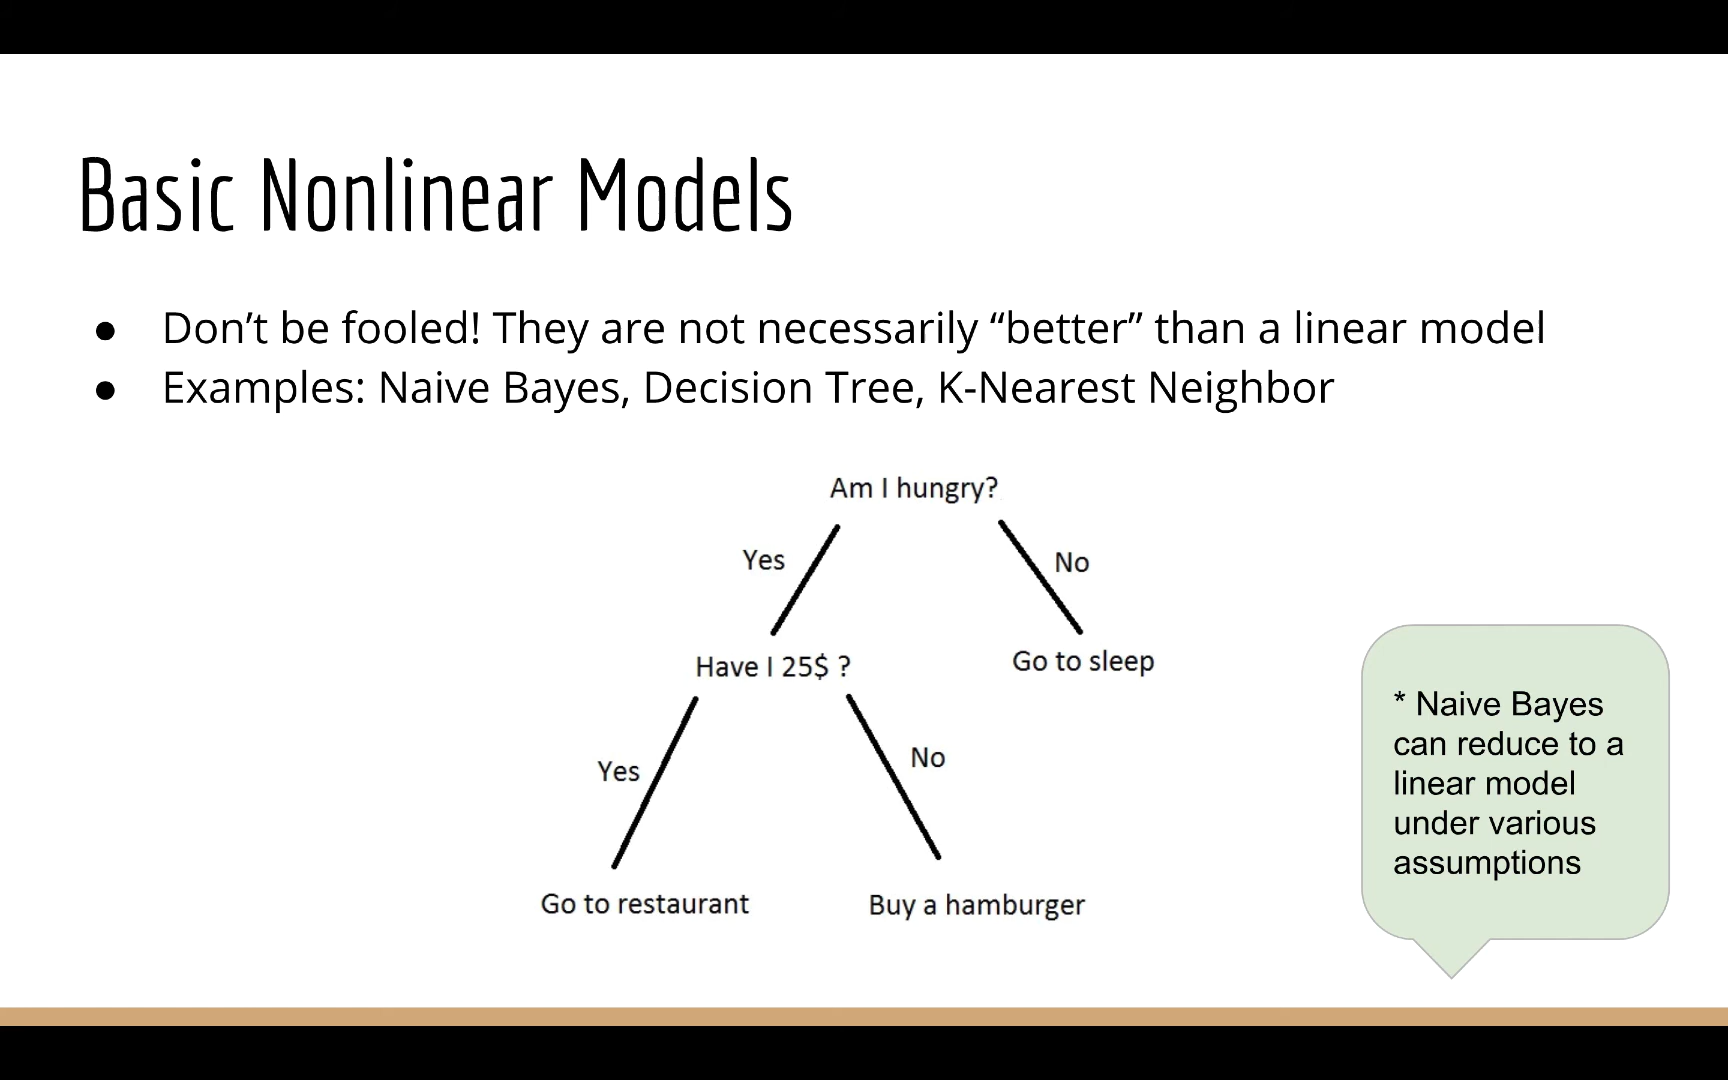 Basic Nonlinear Models
● Don’t be fooled! They are not necessarily “better” than a linear model
● Examples: Naive Bayes, Decision Tree, K-Nearest Neighbor
Am I hungry?
Yes
No
Have I 25$ ?
Go to sleep
Yes
No
Go to restaurant
Buy a hamburger
* Naive Bayes
can reduce to a
linear model
under various
assumptions